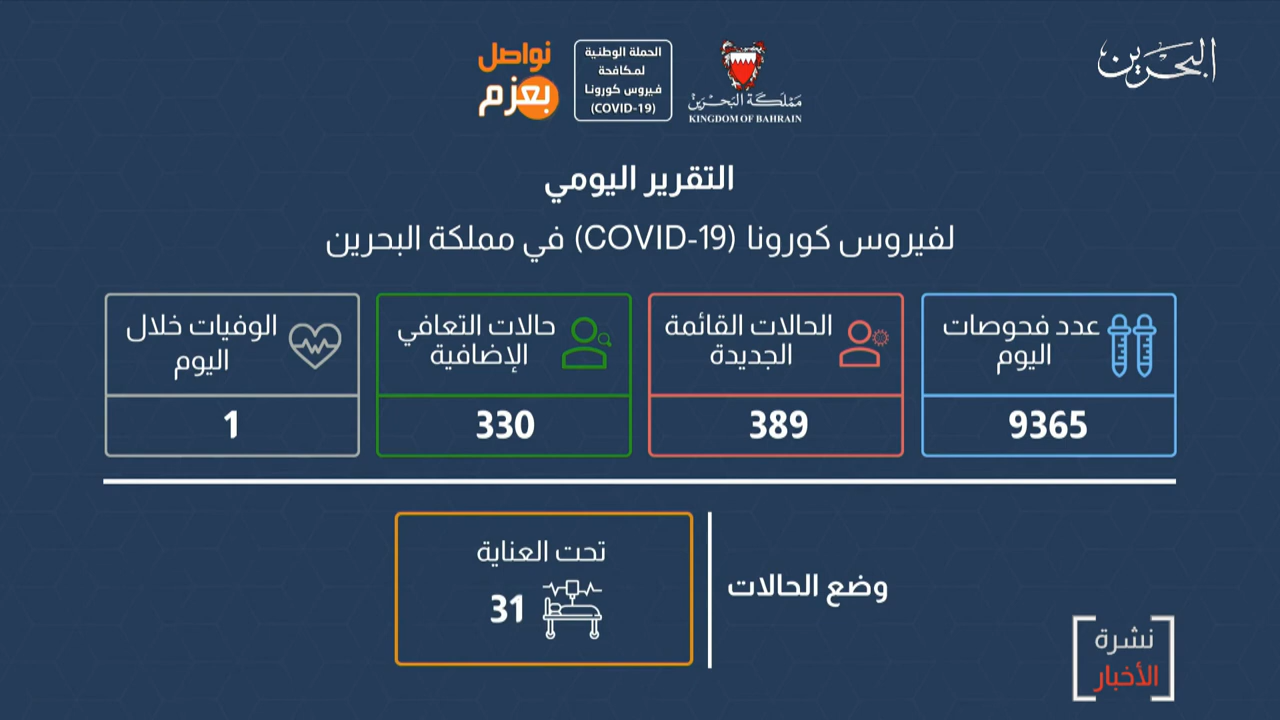 البحرين
مملكة البحرين
KINGDOM OF BAHRAIN
الحملة الوطنية
لمكافحة
فيروس كورونا
(COVID-19)
نواصل
بعزم
التقرير اليومي
لفيروس كورونا (COVID-19) في مملكة البحرين
عدد فحوصات
اليوم
9365
الحالات القائمة
الجديدة
389
حالات التعافي
الإضافية
330
الوفيات خلال
اليوم
1
وضع الحالات
تحت العناية
31
نشرة
الأخبار